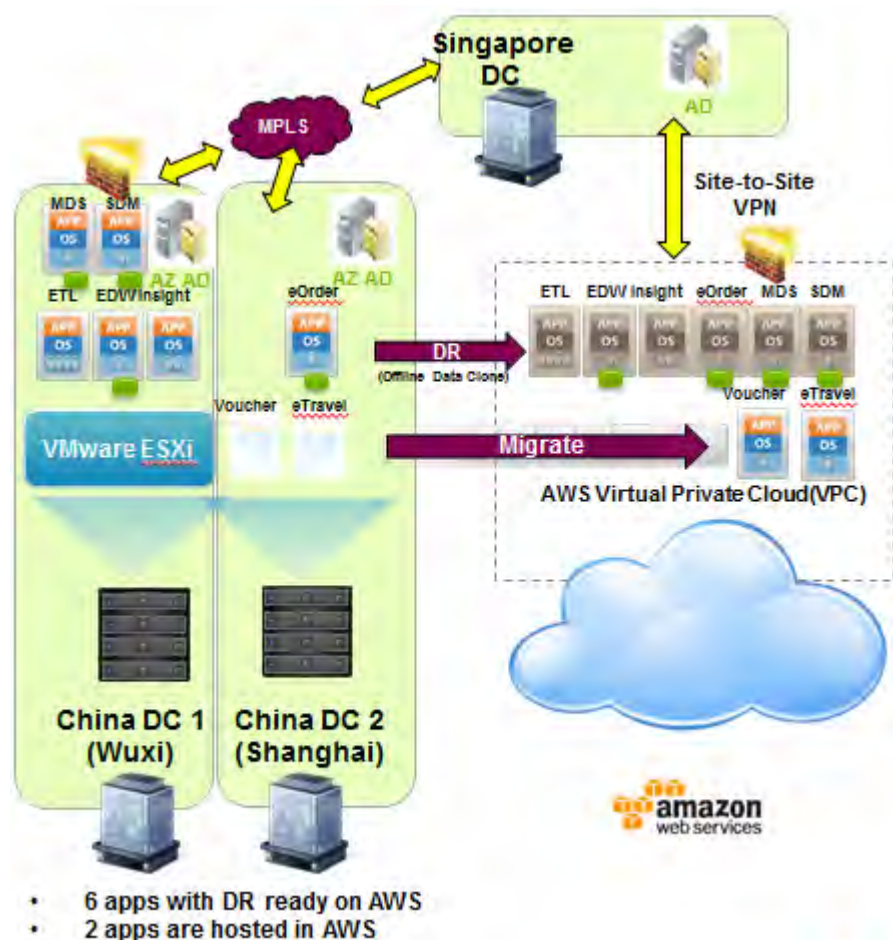 Singapore
DC
AD
MPLS
Site-to-Site
VPN
MDS SDM
APP APP
OS OS
AZ AD
AZ AD
ETL EDW Insight
APP APP APP
OS OS OS
eOrder
APP
OS
ETL EDW Insight eOrder MDS SDM
APP APP APP APP APP APP
OS OS OS OS OS OS
DR
(Offline Data Clone)
Voucher eTravel
Voucher eTravel
APP APP
OS OS
VMware ESXi
Migrate
AWS Virtual Private Cloud(VPC)
China DC 1
(Wuxi)
China DC 2
(Shanghai)
amazon
web services
• 6 apps with DR ready on AWS
• 2 apps are hosted in AWS